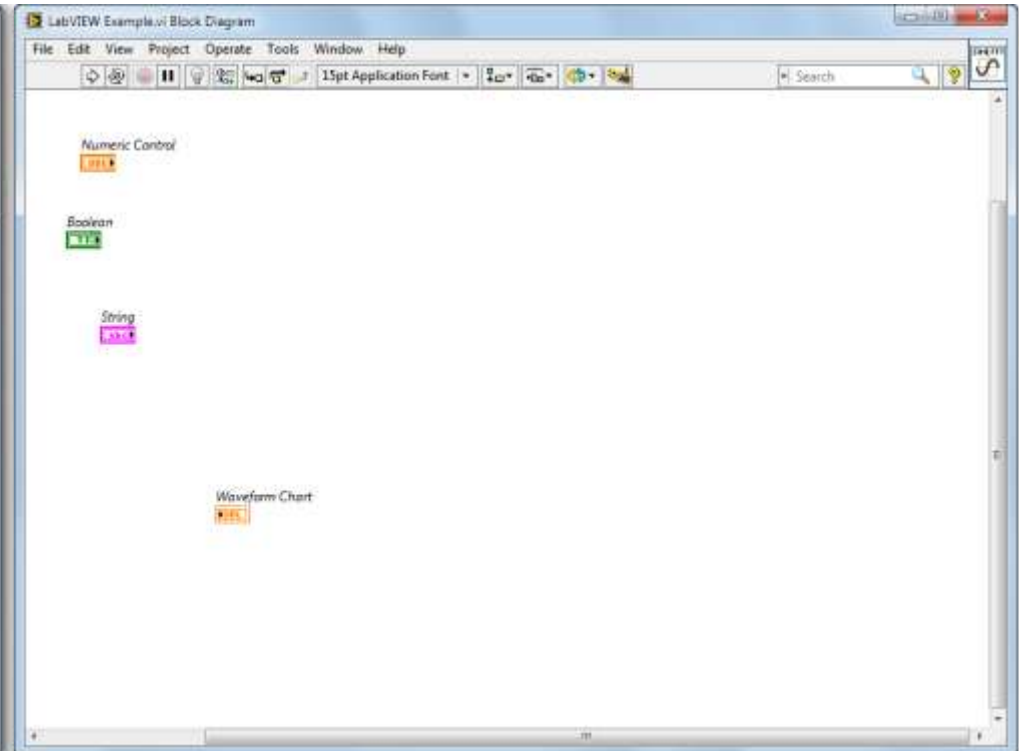 LabVIEW Example.vi Block Diagram
File Edit View Project Operate Tools Window Help
15pt Application Font Search
Numeric Control
Boolean
String
Waveform Chart